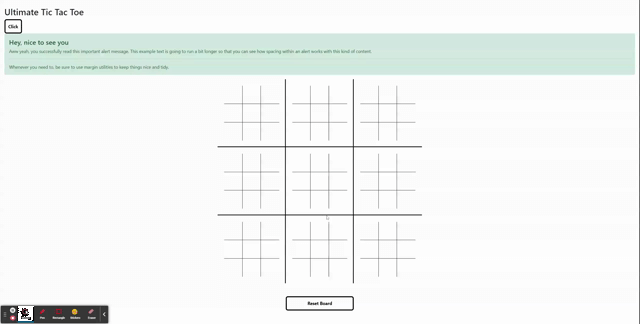 Ultimate Tic Tac Toe
Click
Hey, nice to see you
Aww yeah, you successfully read this important alert message. This example text is going to run a bit longer so that you can see how spacing within an alert works with this kind of content.
Whenever you need to, be sure to use margin utilities to keep things nice and tidy.
Reset Board
Rectangle
Eraser